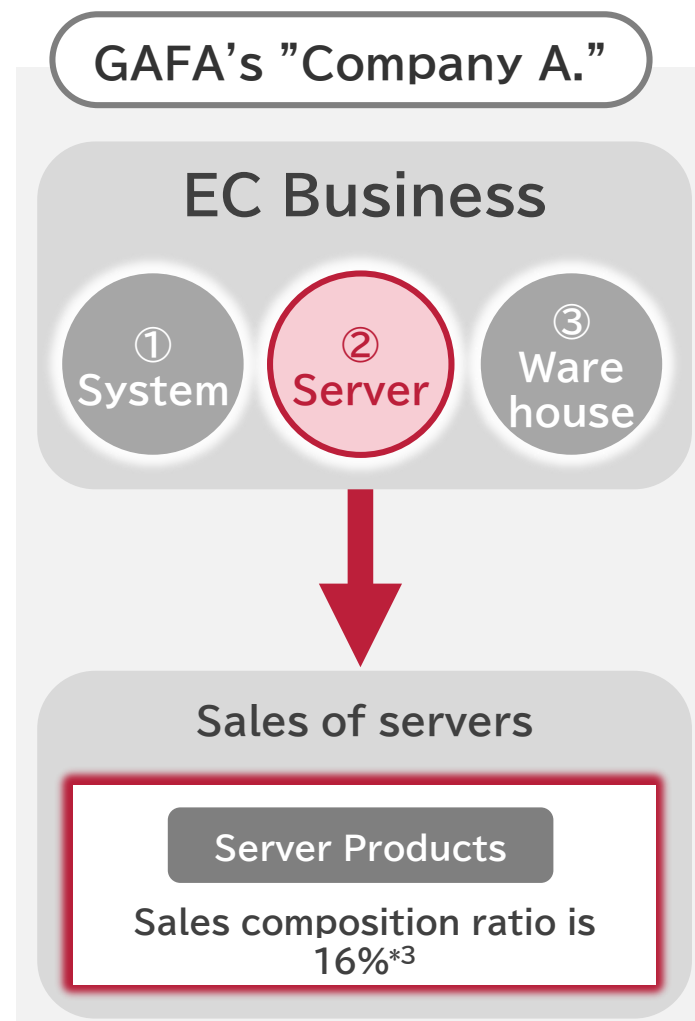 GAFA’s ”Company A.”
EC Business
①
System
②
Server
③
Ware
house
Sales of servers
Server Products
Sales composition ratio is
16%*3